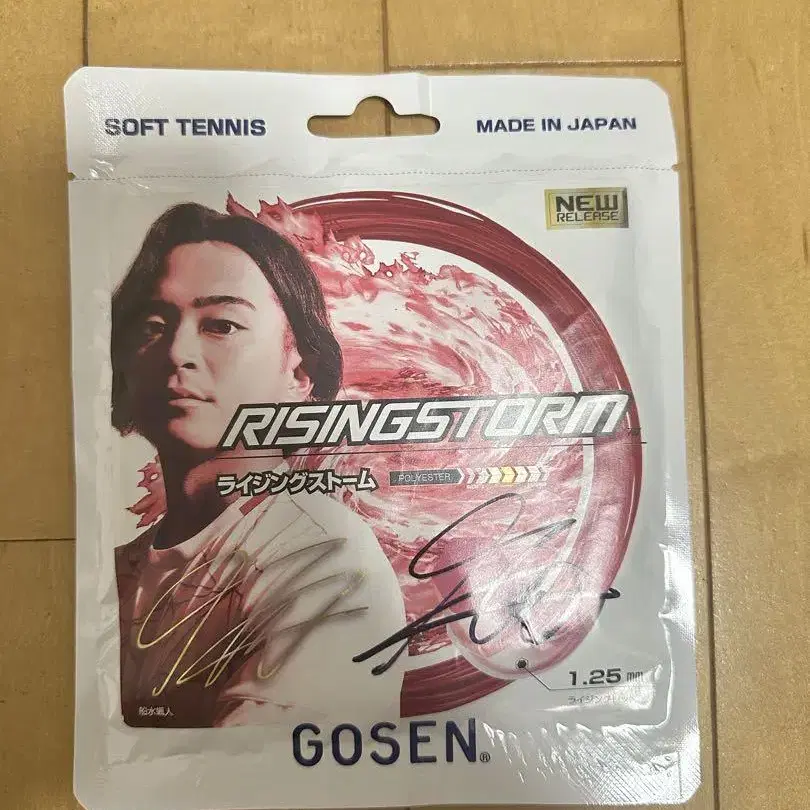 SOFT TENNIS
MADE IN JAPAN
NEW
RELEASE
RISINGSTORM
ライジングストーム
POLYESTER
1.25 mm
船水颯人
GOSEN®